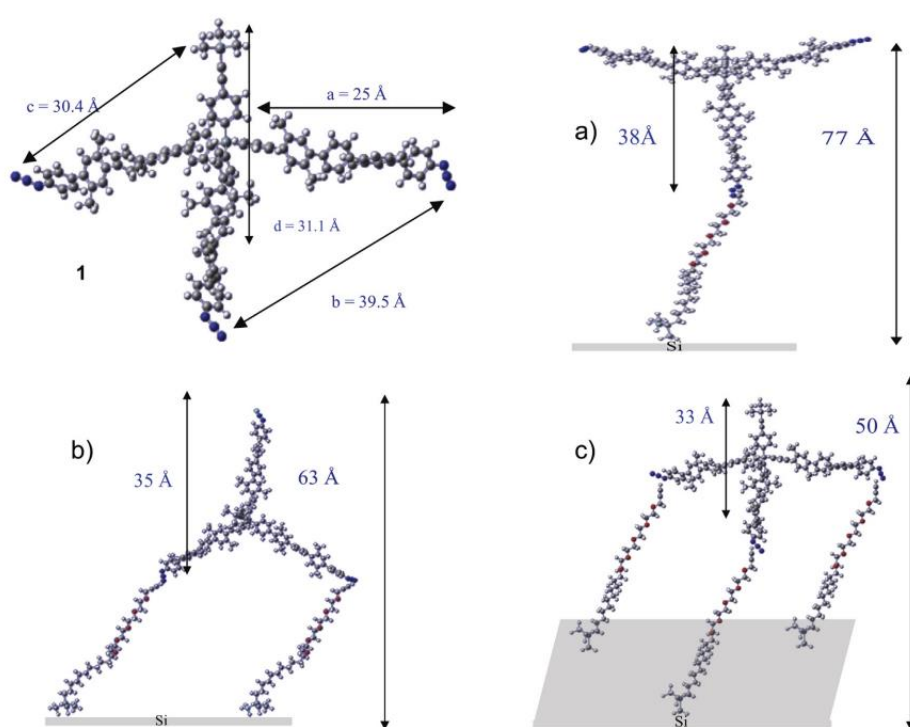 c = 30.4 Å
a = 25 Å
d = 31.1 Å
b = 39.5 Å
1
a)
38Å
77 Å
Si
b)
35 Å
63 Å
Si
c)
33 Å
50 Å
Si